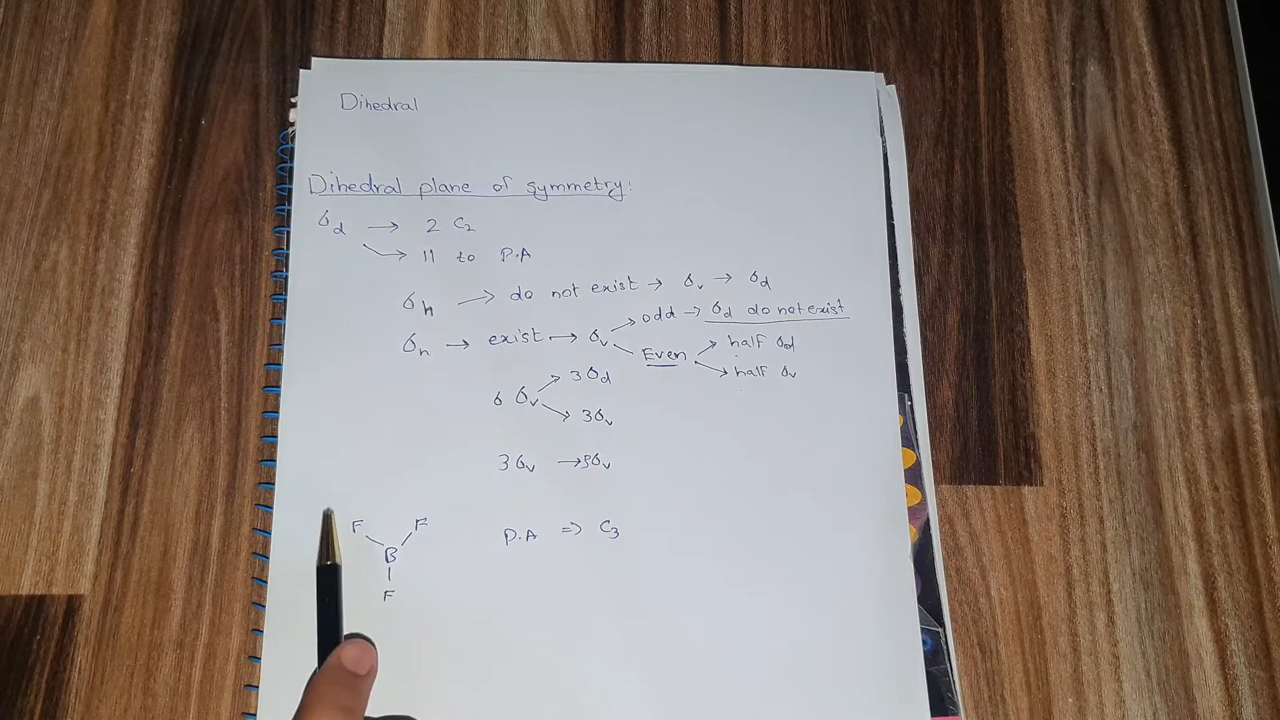 Dihedral
Dihedral plane of symmetry:
σd → 2 C2
→ 11 to P.A
σh → do not exist → σv → σd
σh → exist → σv → odd → σd do not exist
Even → half σd
→ half σv
6 σv → 3σd
→ 3σv
3σv → 3σv
F F
B
F
P.A => C3